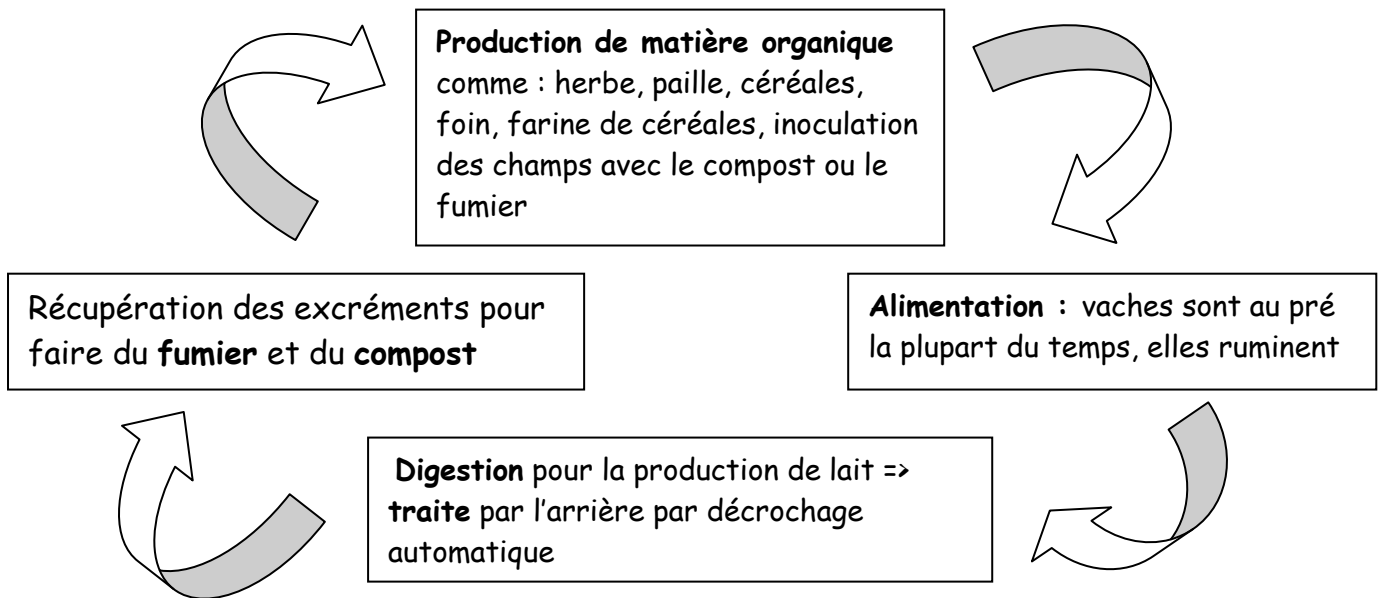 Production de matière organique
comme : herbe, paille, céréales,
foin, farine de céréales, inoculation
des champs avec le compost ou le
fumier
Récupération des excréments pour
faire du fumier et du compost
Alimentation : vaches sont au pré
la plupart du temps, elles ruminent
Digestion pour la production de lait =>
traite par l'arrière par décrochage
automatique